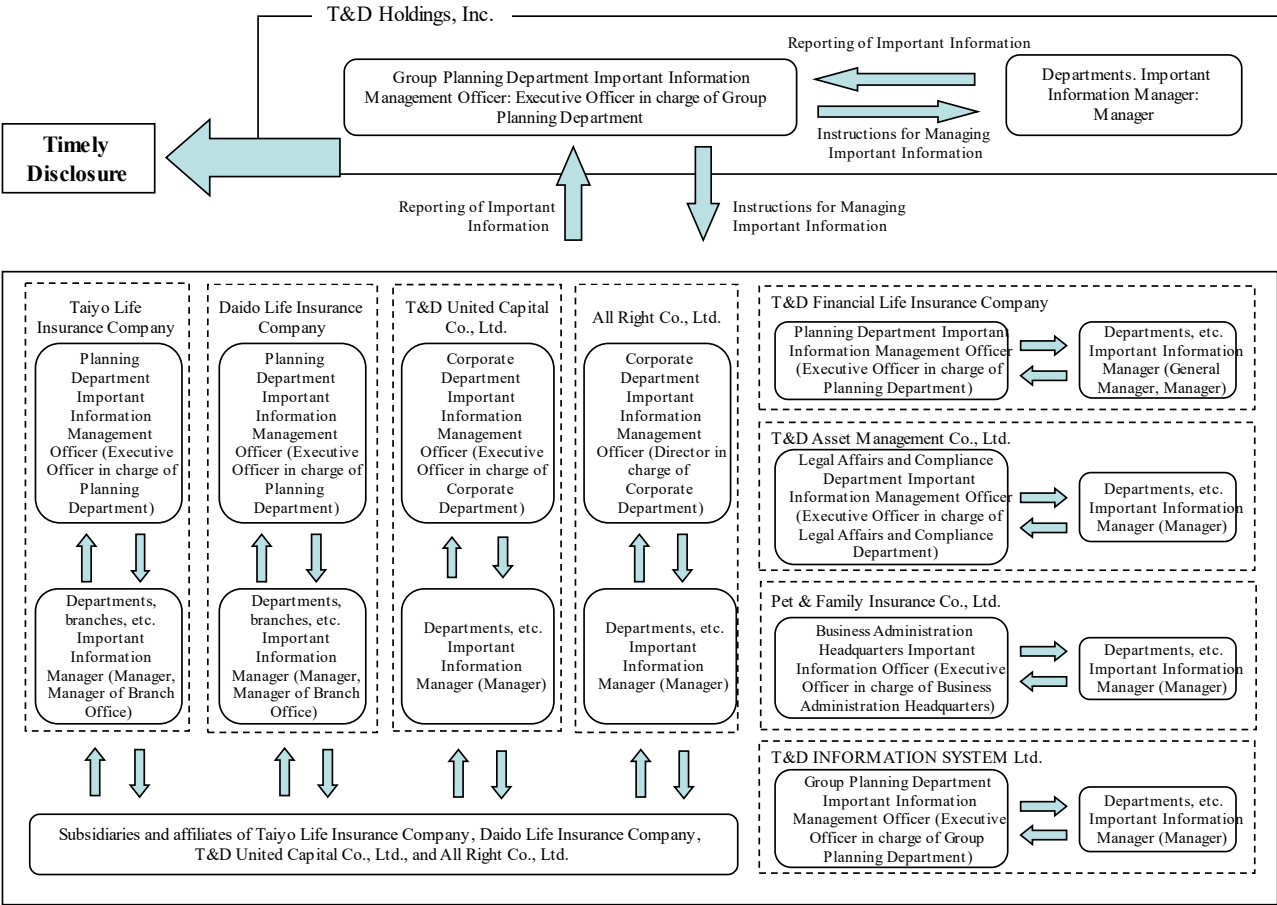 T&D Holdings, Inc.
Reporting of Important Information
Group Planning Department Important Information
Management Officer: Executive Officer in charge of Group
Planning Department
Departments. Important
Information Manager:
Manager
Instructions for Managing
Important Information
Timely
Disclosure
Reporting of Important
Information
Instructions for Managing
Important Information
Taiyo Life
Insurance Company
Planning
Department
Important
Information
Management
Officer (Executive
Officer in charge of
Planning
Department)
Departments,
branches, etc.
Important
Information
Manager (Manager,
Manager of Branch
Office)
Daido Life Insurance
Company
Planning
Department
Important
Information
Management
Officer (Executive
Officer in charge of
Planning
Department)
Departments,
branches, etc.
Important
Information
Manager (Manager,
Manager of Branch
Office)
T&D United Capital
Co., Ltd.
Corporate
Department
Important
Information
Management
Officer (Executive
Officer in charge of
Corporate
Department)
Departments, etc.
Important
Information
Manager (Manager)
All Right Co., Ltd.
Corporate
Department
Important
Information
Management
Officer (Director in
charge of
Corporate
Department)
Departments, etc.
Important
Information
Manager (Manager)
Subsidiaries and affiliates of Taiyo Life Insurance Company, Daido Life Insurance Company,
T&D United Capital Co., Ltd., and All Right Co., Ltd.
T&D Financial Life Insurance Company
Planning Department Important
Information Management Officer
(Executive Officer in charge of
Planning Department)
Departments, etc.
Important Information
Manager (General
Manager, Manager)
T&D Asset Management Co., Ltd.
Legal Affairs and Compliance
Department Important
Information Management Officer
(Executive Officer in charge of
Legal Affairs and Compliance
Department)
Departments, etc.
Important Information
Manager (Manager)
Pet & Family Insurance Co., Ltd.
Business Administration
Headquarters Important
Information Officer (Executive
Officer in charge of Business
Administration Headquarters)
Departments, etc.
Important Information
Manager (Manager)
T&D INFORMATION SYSTEM Ltd.
Group Planning Department
Important Information
Management Officer (Executive
Officer in charge of Group
Planning Department)
Departments, etc.
Important Information
Manager (Manager)